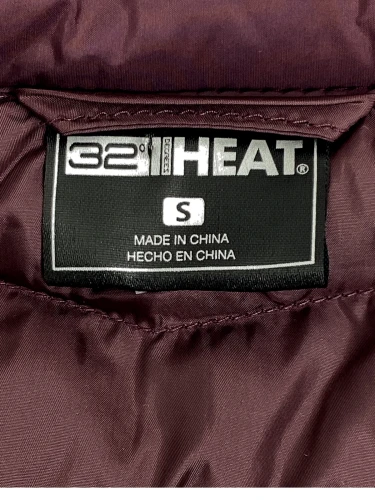 32° HEAT®
S
MADE IN CHINA
HECHO EN CHINA